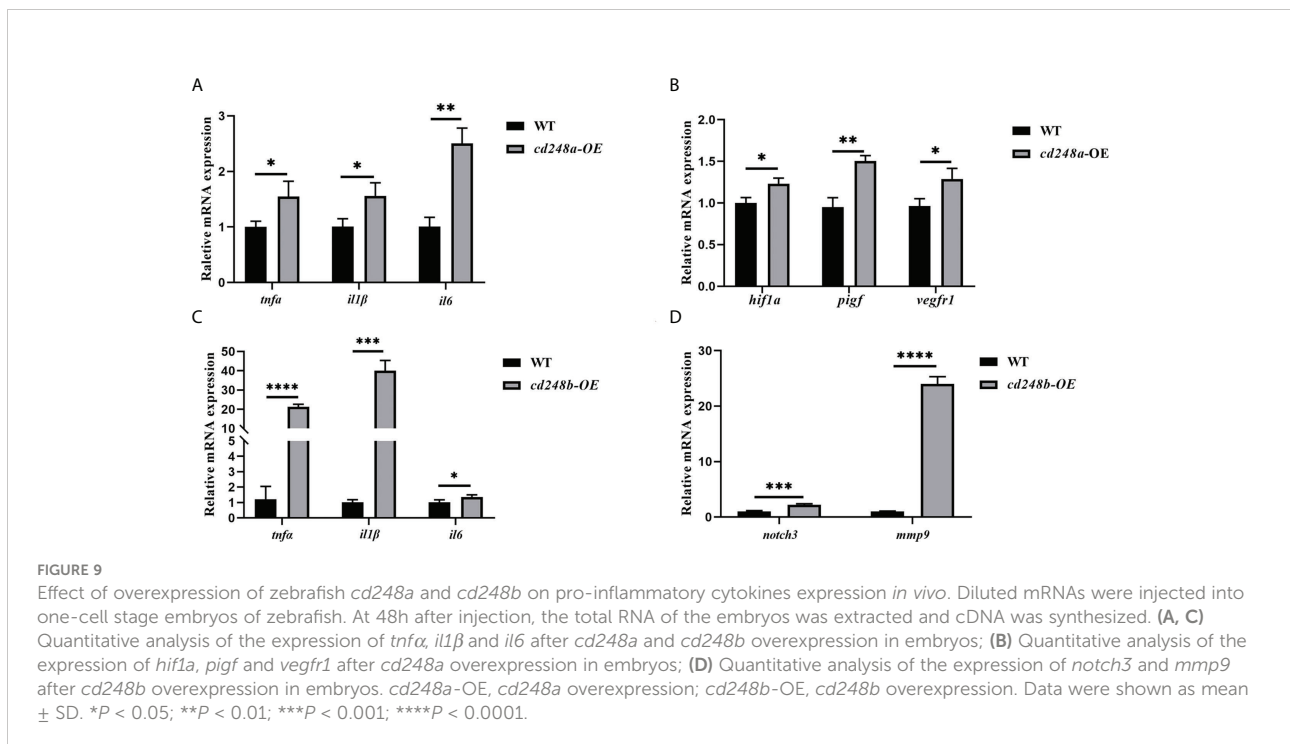 A
Raletive mRNA expression
3
2
1
0
**
*
*
WT
cd248a-OE
tnfa
il1β
il6
B
Relative mRNA expression
2.0
1.5
1.0
0.5
0.0
*
**
*
WT
cd248a-OE
hif1a
pigf
vegfr1
C
Relative mRNA expression
50
40
30
20
10
5
4
3
2
1
0
****
***
*
WT
cd248b-OE
tnfα
il1β
il6
D
Relative mRNA expression
30
20
10
0
***
****
WT
cd248b-OE
notch3
mmp9
FIGURE 9
Effect of overexpression of zebrafish cd248a and cd248b on pro-inflammatory cytokines expression in vivo. Diluted mRNAs were injected into
one-cell stage embryos of zebrafish. At 48h after injection, the total RNA of the embryos was extracted and cDNA was synthesized. (A, C)
Quantitative analysis of the expression of tnfα, il1β and il6 after cd248a and cd248b overexpression in embryos; (B) Quantitative analysis of the
expression of hif1a, pigf and vegfr1 after cd248a overexpression in embryos; (D) Quantitative analysis of the expression of notch3 and mmp9
after cd248b overexpression in embryos. cd248a-OE, cd248a overexpression; cd248b-OE, cd248b overexpression. Data were shown as mean
± SD. *P < 0.05; **P < 0.01; ***P < 0.001; ****P < 0.0001.